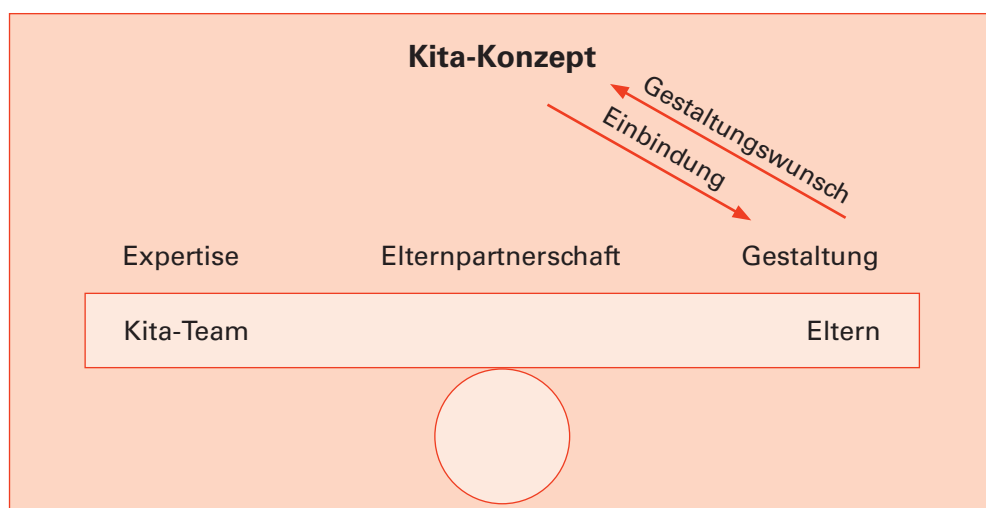 Kita-Konzept
Gestaltungswunsch
Einbindung
Expertise Elternpartnerschaft Gestaltung
Kita-Team Eltern